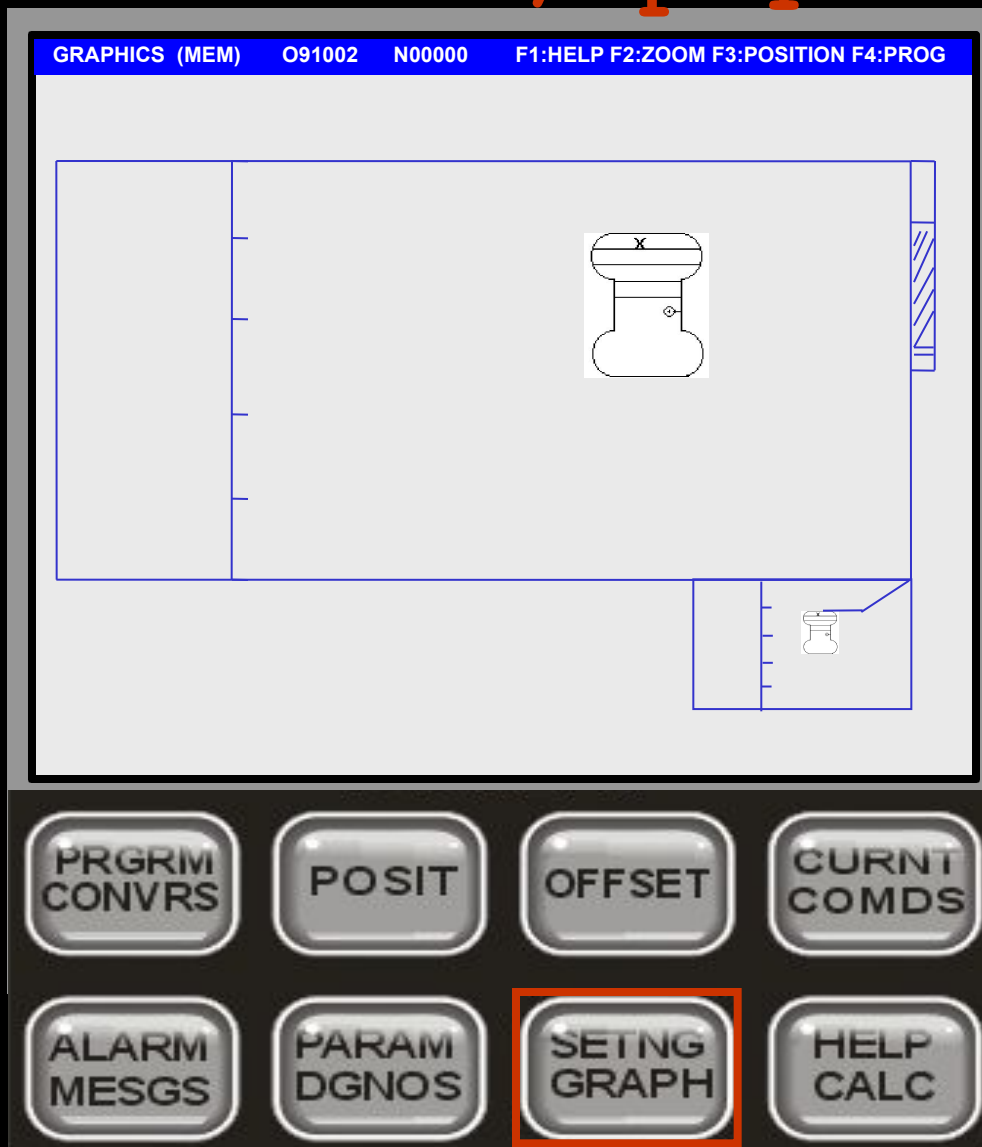 GRAPHICS (MEM) O91002 N00000 F1:HELP F2:ZOOM F3:POSITION F4:PROG
X
PRGRM CONVRS
POSIT
OFFSET
CURNT COMDS
ALARM MESGS
PARAM DGNOS
SETNG GRAPH
HELP CALC